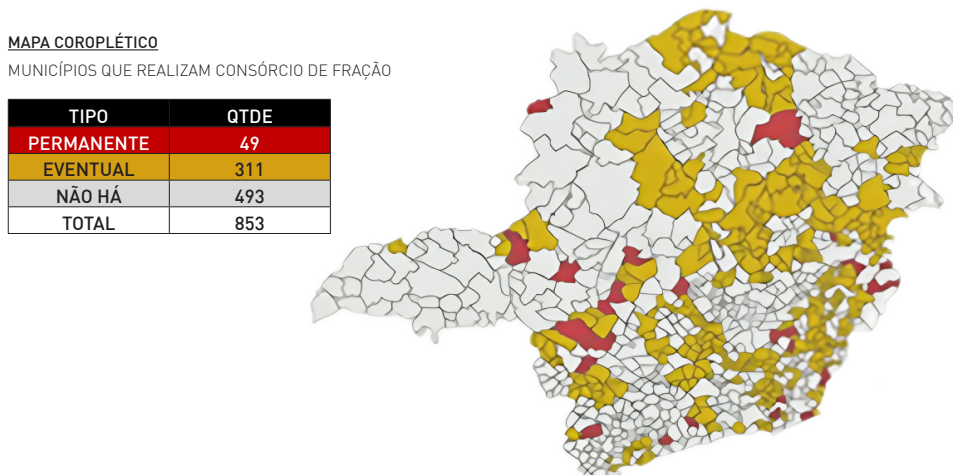 MAPA COROPLÉTICO
MUNICÍPIOS QUE REALIZAM CONSÓRCIO DE FRAÇÃO
TIPO QTDE
PERMANENTE 49
EVENTUAL 311
NÃO HÁ 493
TOTAL 853